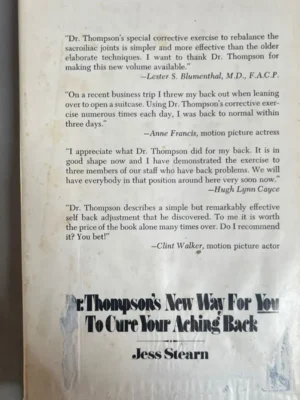 "Dr. Thompson's special corrective exercise to rebalance the
sacroiliac joints is simpler and more effective than the older
elaborate techniques. I want to thank Dr. Thompson for
making this new volume available."
—Lester S. Blumenthal, M.D., F.A.C.P.
"On a recent business trip I threw my back out when leaning
over to open a suitcase. Using Dr. Thompson's corrective exer-
cise numerous times each day, I was back to normal within
three days."
—Anne Francis, motion picture actress
"I appreciate what Dr. Thompson did for my back. It is in
good shape now and I have demonstrated the exercise to
three members of our staff who have back problems. We will
have everybody in that position around here very soon now."
—Hugh Lynn Cayce
"Dr. Thompson describes a simple but remarkably effective
self back adjustment that he discovered. To me it is worth
the price of the book alone many times over. Do I recommend
it? You bet!"
—Clint Walker, motion picture actor
Dr. Thompson's New Way For You
To Cure Your Aching Back
Jess Stearn